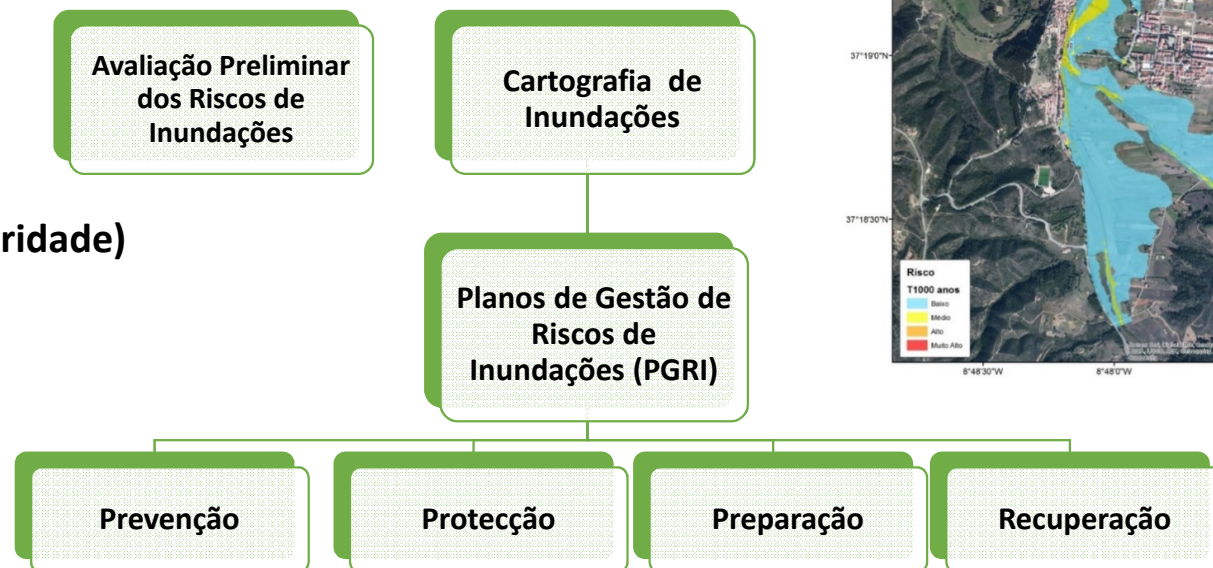 Avaliação Preliminar
dos Riscos de
Inundações
Cartografia de
Inundações
37°19'0"N
37°18'30"N
ridade)
Planos de Gestão de
Riscos de
Inundações (PGRI)
Risco
T1000 anos
Baixo
Médio
Alto
Muito Alto
8°48'30"W
8°48'0"W
Prevenção
Protecção
Preparação
Recuperação